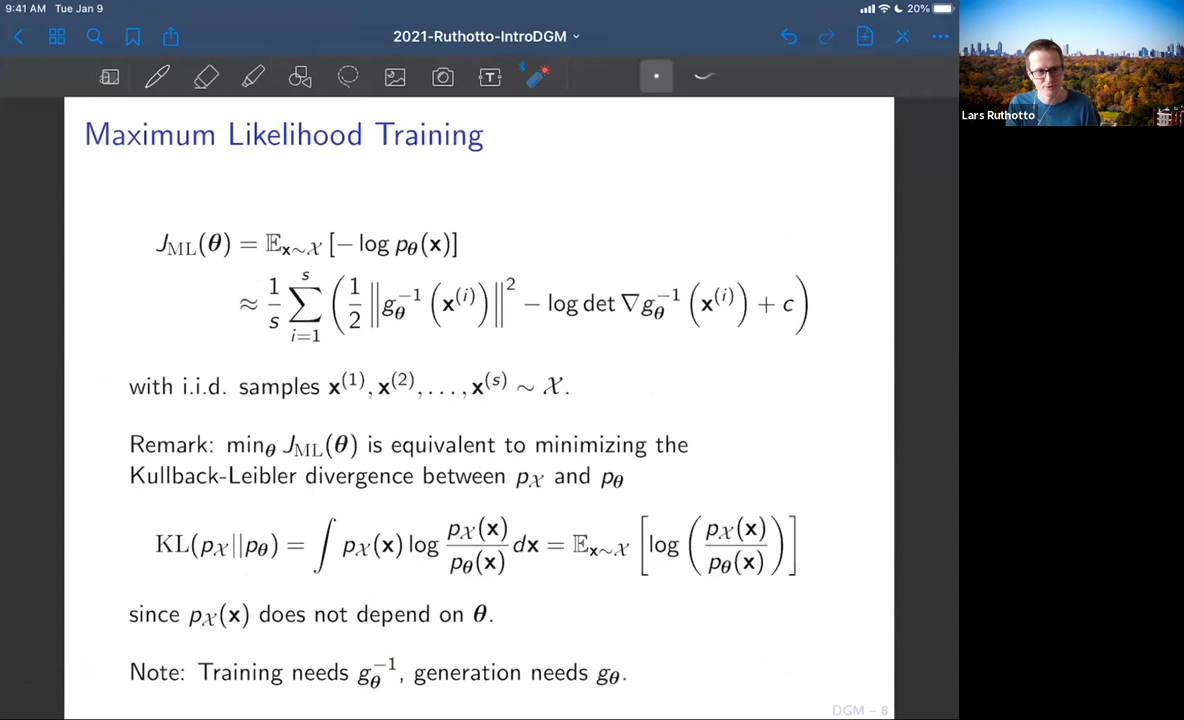 9:41 AM Tue Jan 9
20%
2021-Ruthotto-IntroDGM
T
Lars Ruthotto
Maximum Likelihood Training
J_ML(θ) = 𝔼_{x∼𝒳} [− log p_θ(x)]
≈ 1/s ∑_{i=1}^{s} ( 1/2 ‖g_θ^{−1} (x^{(i)})‖^2 − log det ∇g_θ^{−1} (x^{(i)}) + c )
with i.i.d. samples x^{(1)}, x^{(2)}, . . . , x^{(s)} ∼ 𝒳.
Remark: min_θ J_ML(θ) is equivalent to minimizing the
Kullback-Leibler divergence between p_𝒳 and p_θ
KL(p_𝒳||p_θ) = ∫ p_𝒳(x) log p_𝒳(x)/p_θ(x) dx = 𝔼_{x∼𝒳} [ log ( p_𝒳(x)/p_θ(x) ) ]
since p_𝒳(x) does not depend on θ.
Note: Training needs g_θ^{−1}, generation needs g_θ.
DGM – 8